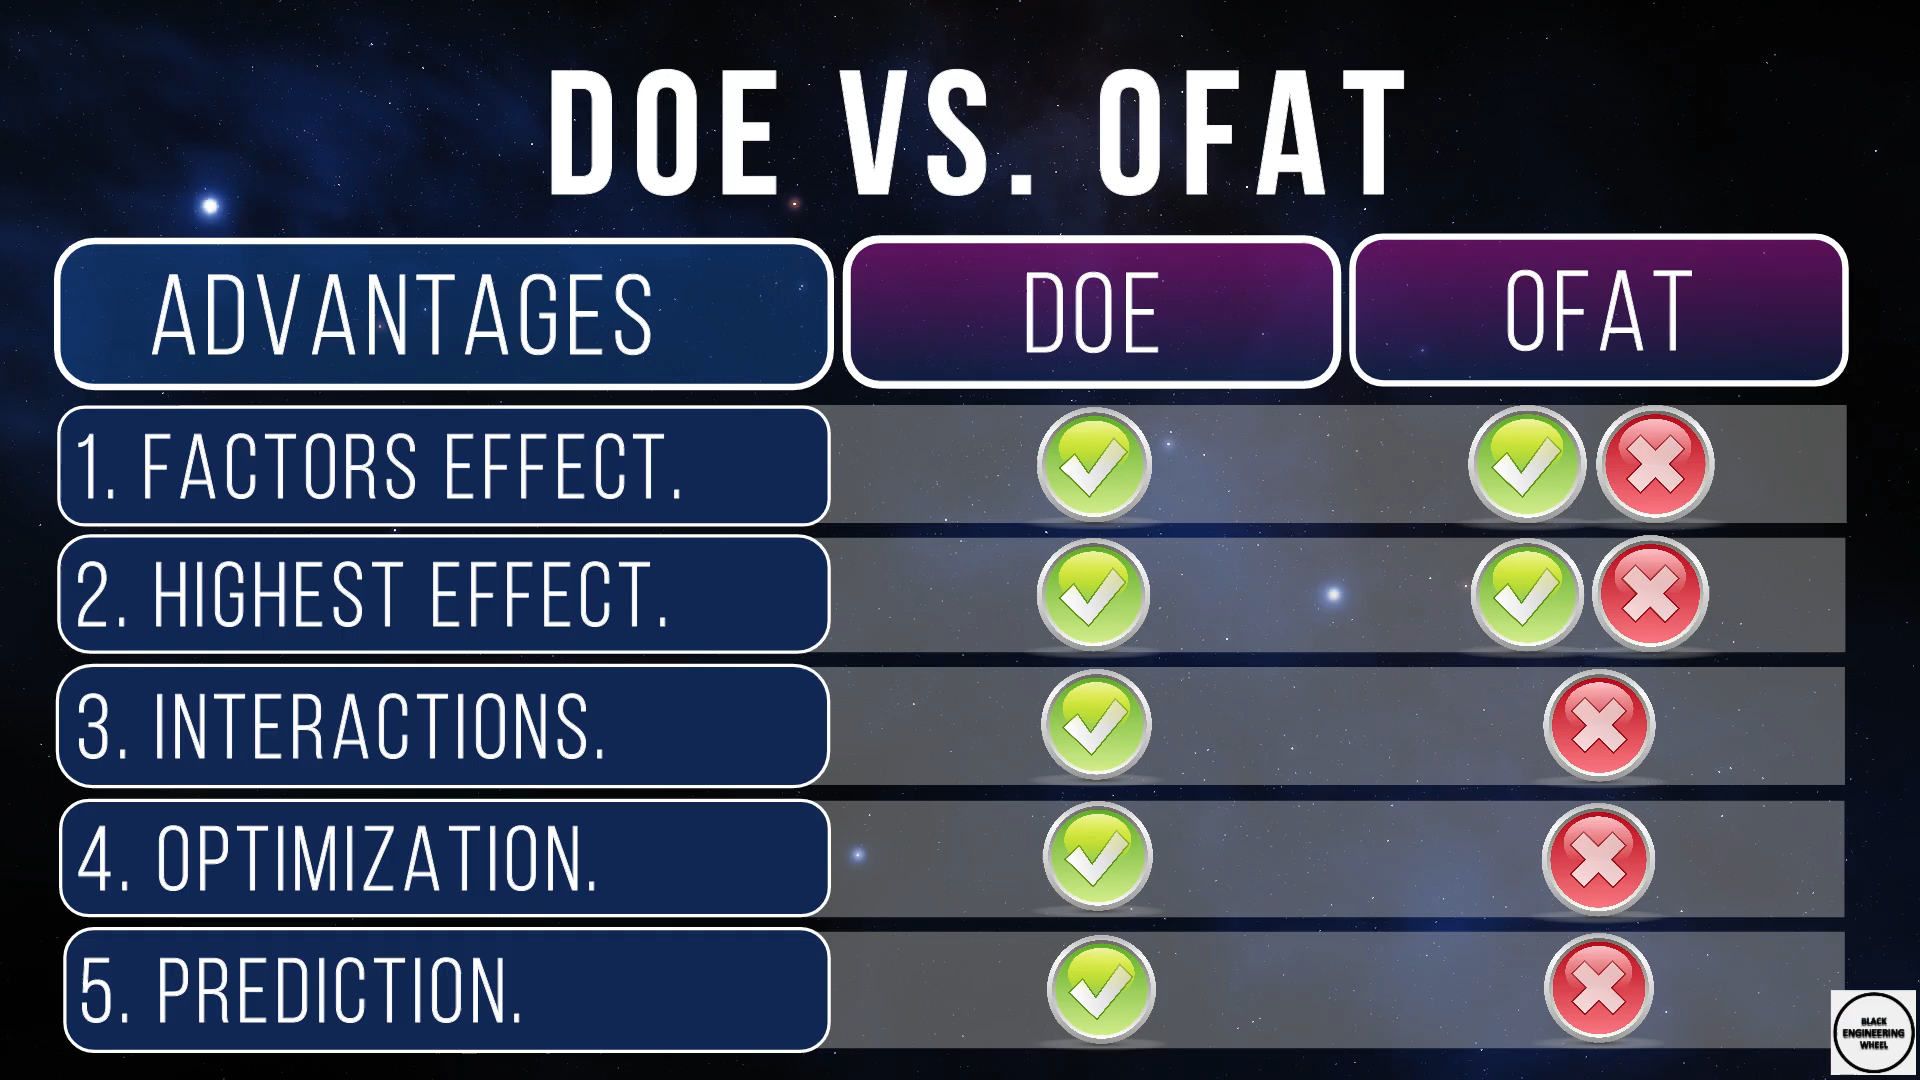 DOE VS. OFAT
ADVANTAGES DOE OFAT
1. FACTORS EFFECT.
2. HIGHEST EFFECT.
3. INTERACTIONS.
4. OPTIMIZATION.
5. PREDICTION.
BLACK
ENGINEERING
WHEEL